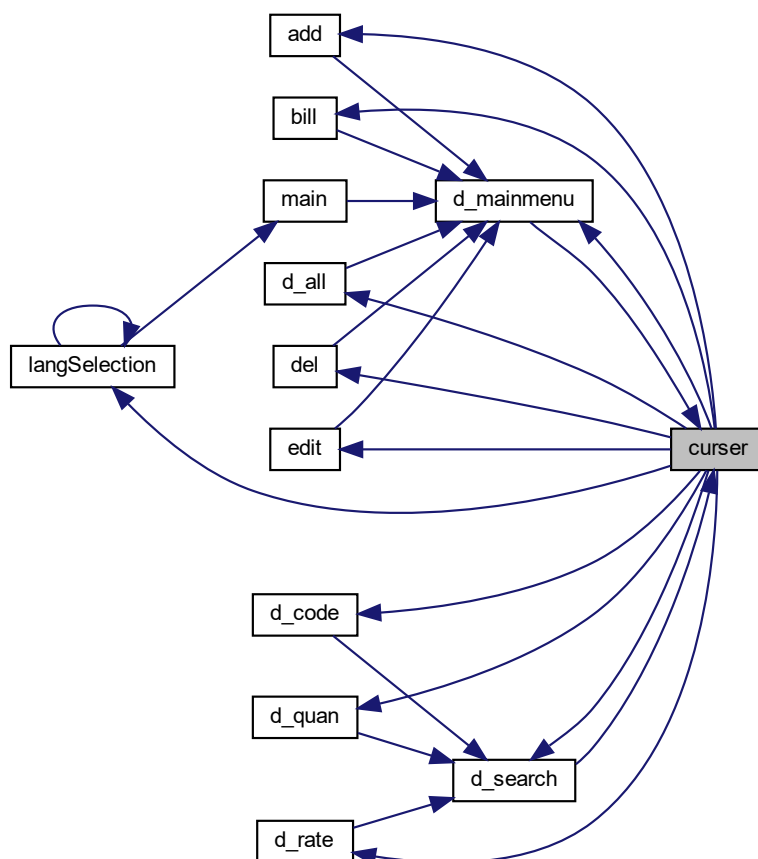 add
bill
main
d_mainmenu
d_all
langSelection
del
edit
curser
d_code
d_quan
d_search
d_rate